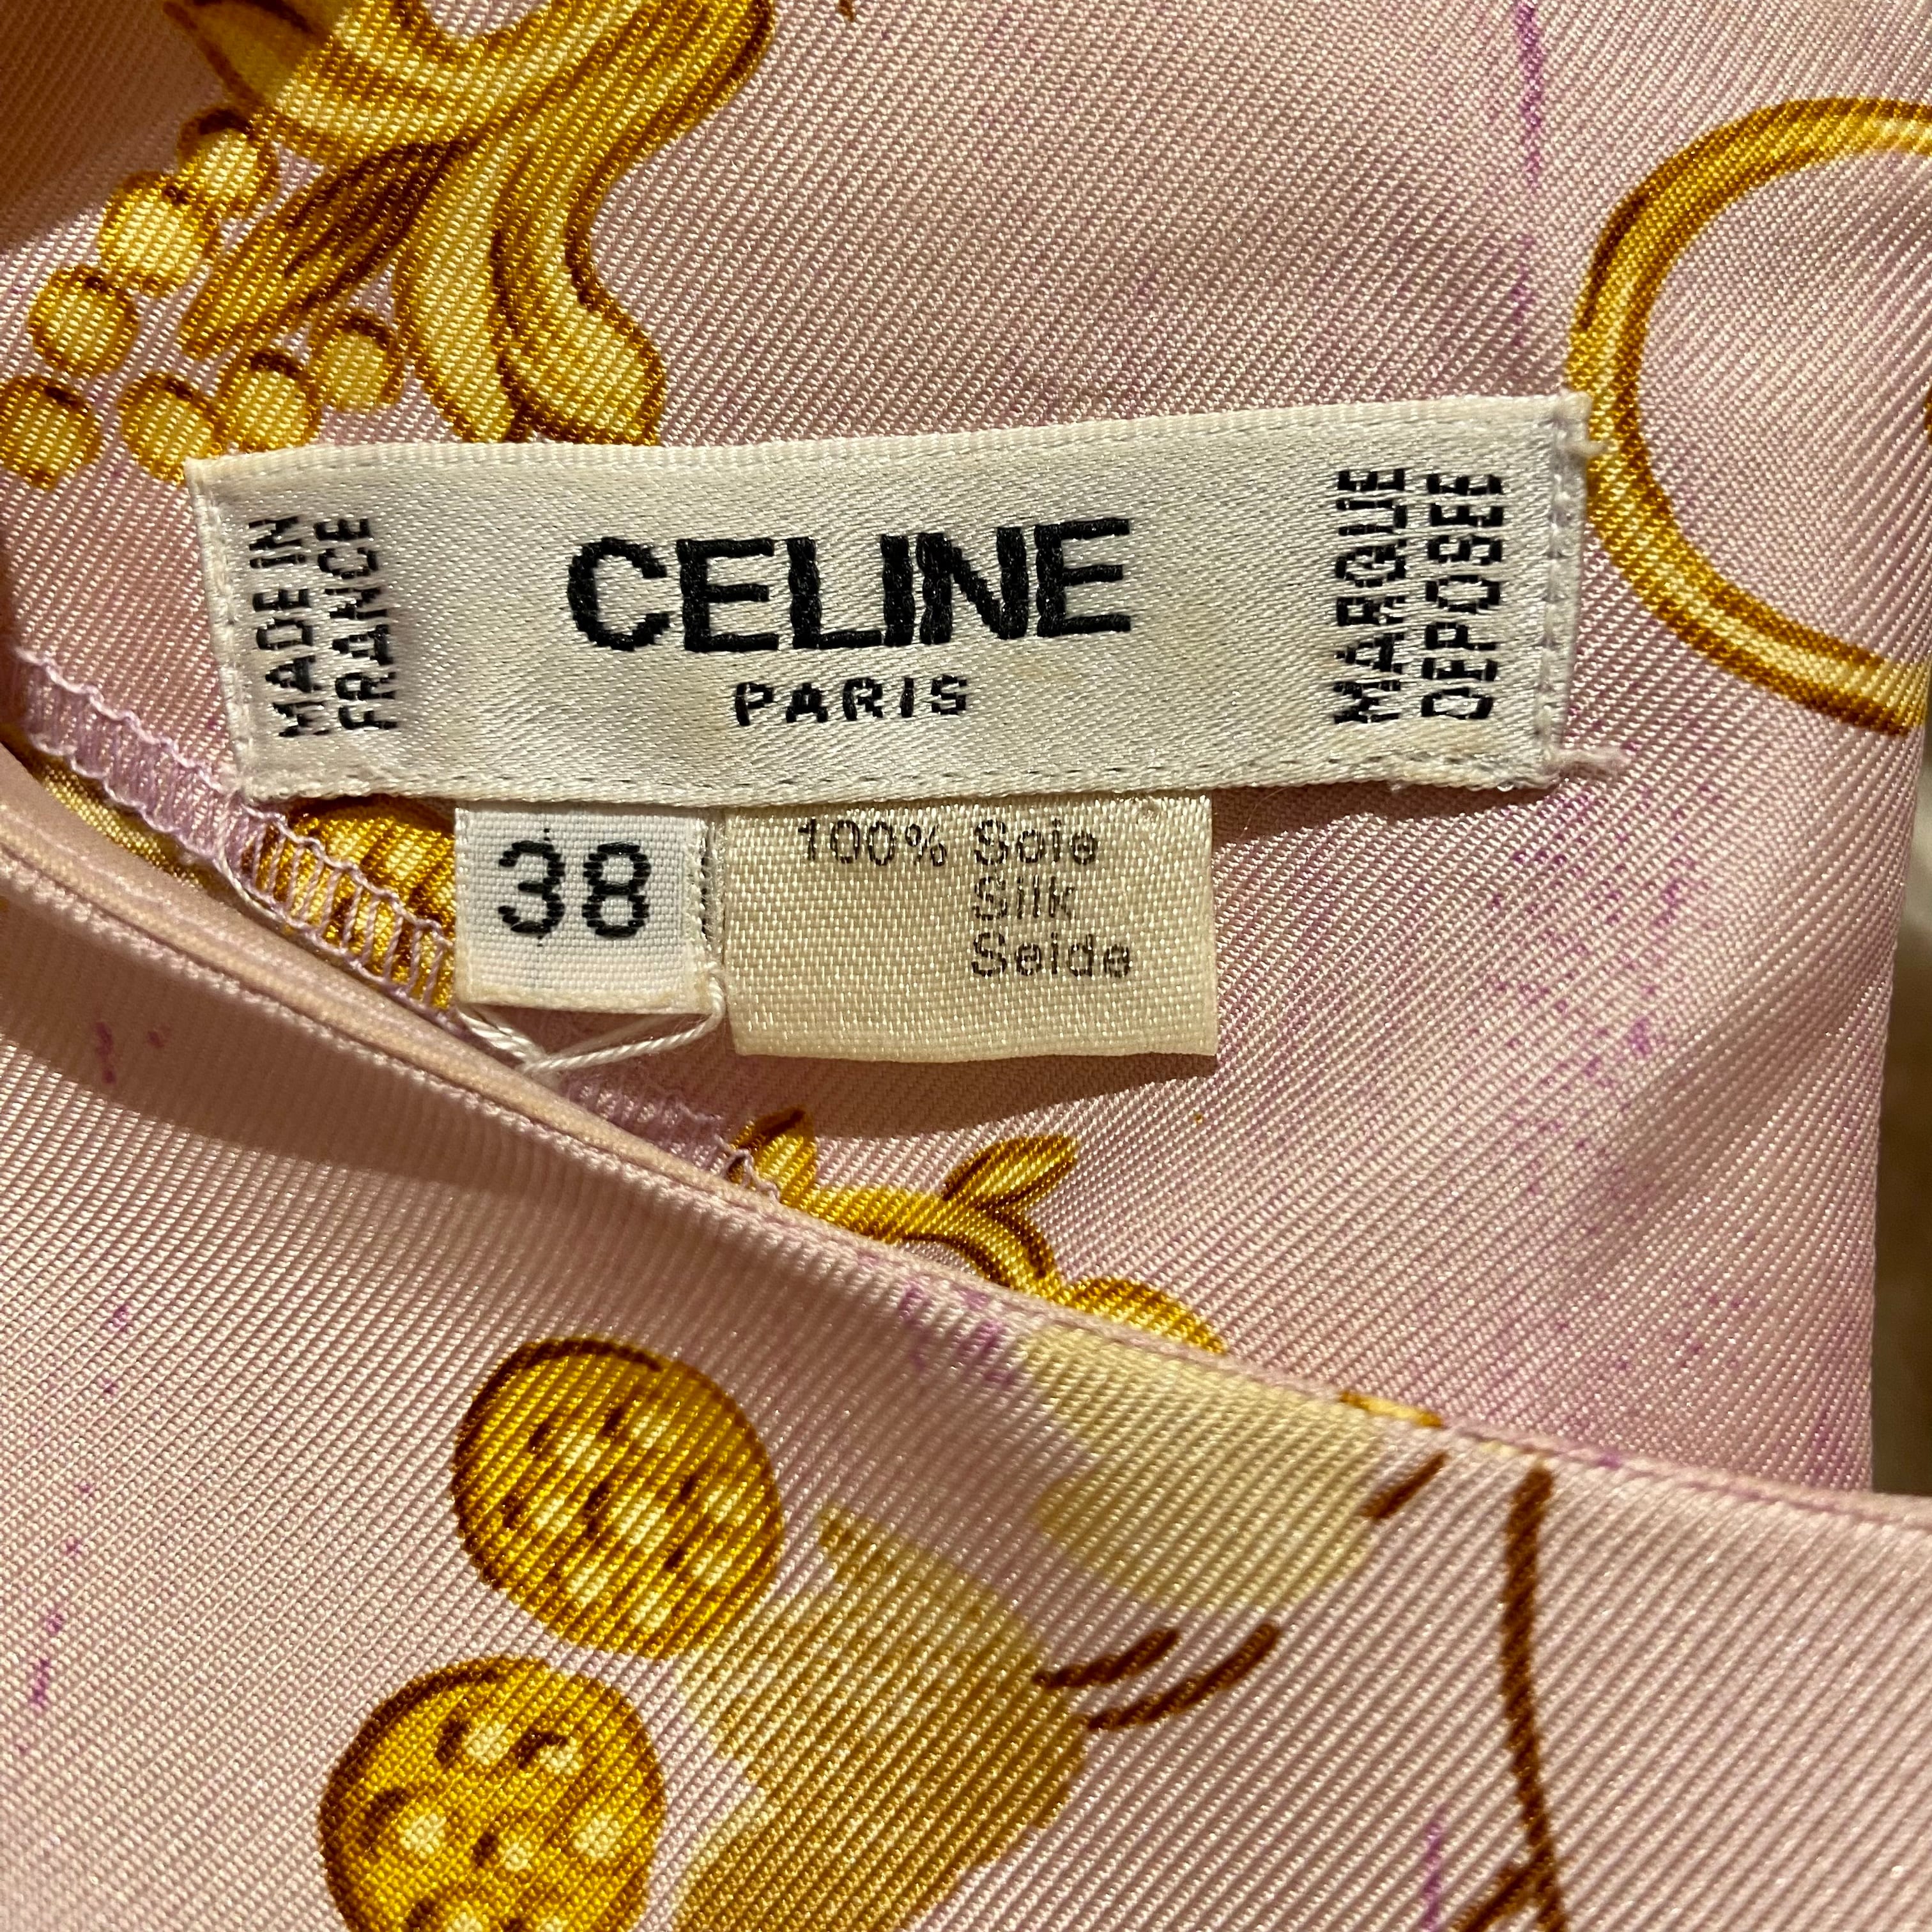 MADE IN
FRANCE
CELINE
PARIS
MARQUE
DEPOSEE
38
100% Soie
Silk
Seide